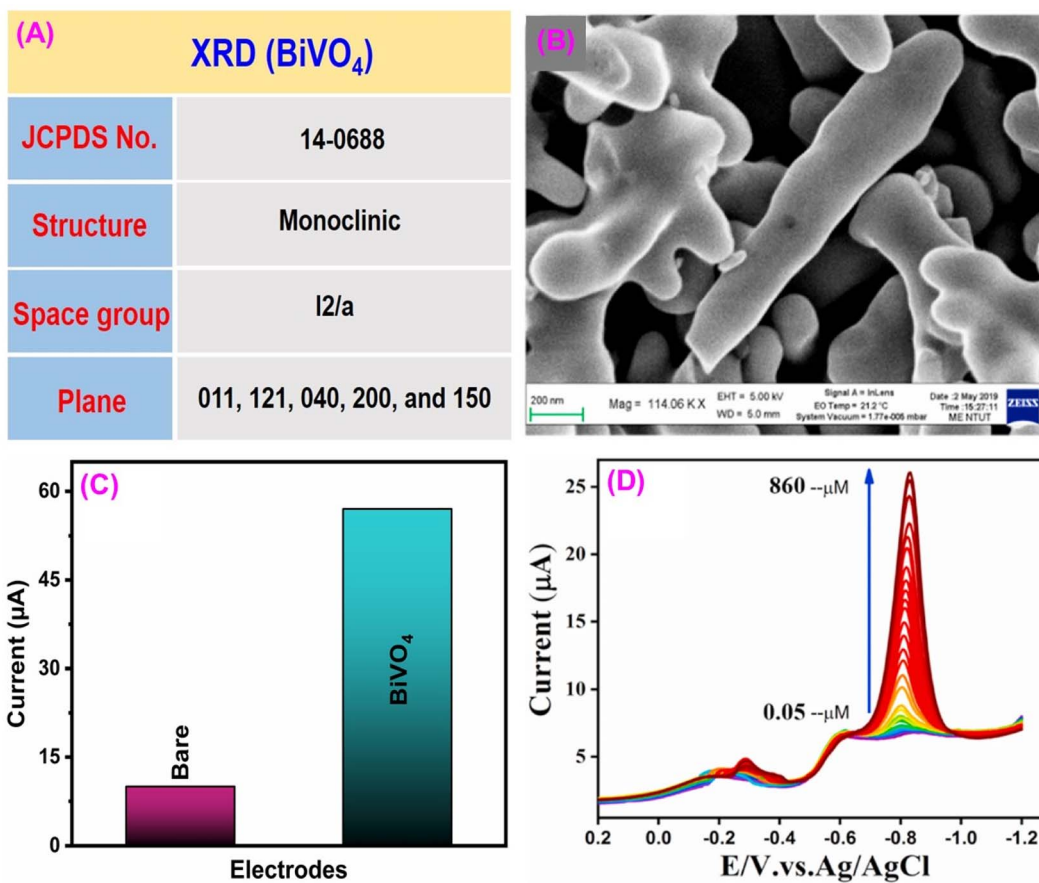 (A)
XRD (BiVO₄)
JCPDS No.
14-0688
Structure
Monoclinic
Space group
I2/a
Plane
011, 121, 040, 200, and 150
(B)
200 nm
Mag = 114.06 K X
EHT = 5.00 kV
WD = 5.0 mm
Signal A = InLens
EO Temp = 21.2 °C
System Vacuum = 1.77e-005 mbar
Date :2 May 2019
Time :15:27:11
ME NTUT
ZEISS
(C)
Current (µA)
60
45
30
15
0
Bare
BiVO₄
Electrodes
(D)
Current (µA)
25
20
15
10
5
860 --µM
0.05 --µM
0.2 0.0 -0.2 -0.4 -0.6 -0.8 -1.0 -1.2
E/V.vs.Ag/AgCl